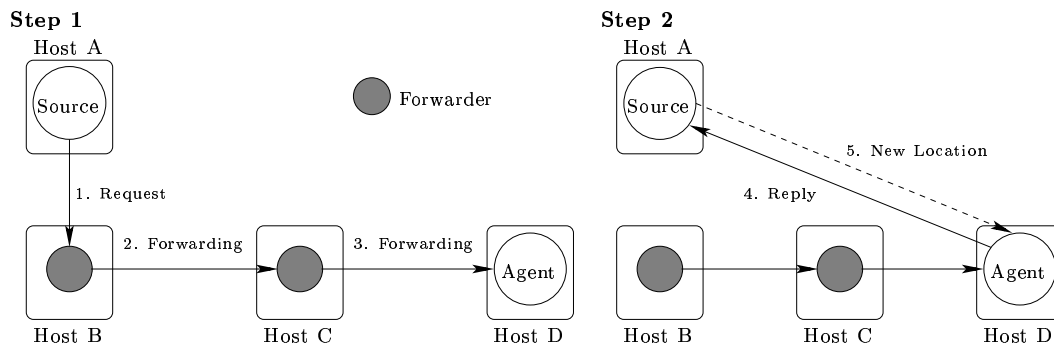 Step 1
Host A
Source
Forwarder
1. Request
2. Forwarding
3. Forwarding
Agent
Host B
Host C
Host D
Step 2
Host A
Source
5. New Location
4. Reply
Agent
Host B
Host C
Host D